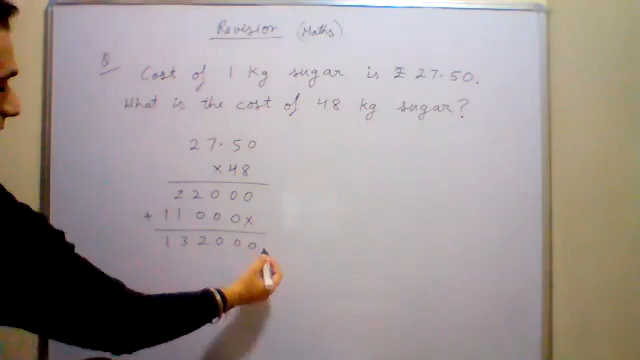 Revision (Maths)
Q Cost of 1 kg sugar is ₹ 27.50.
What is the cost of 48 kg sugar?
27.50
×48
22000
+11000×
132000